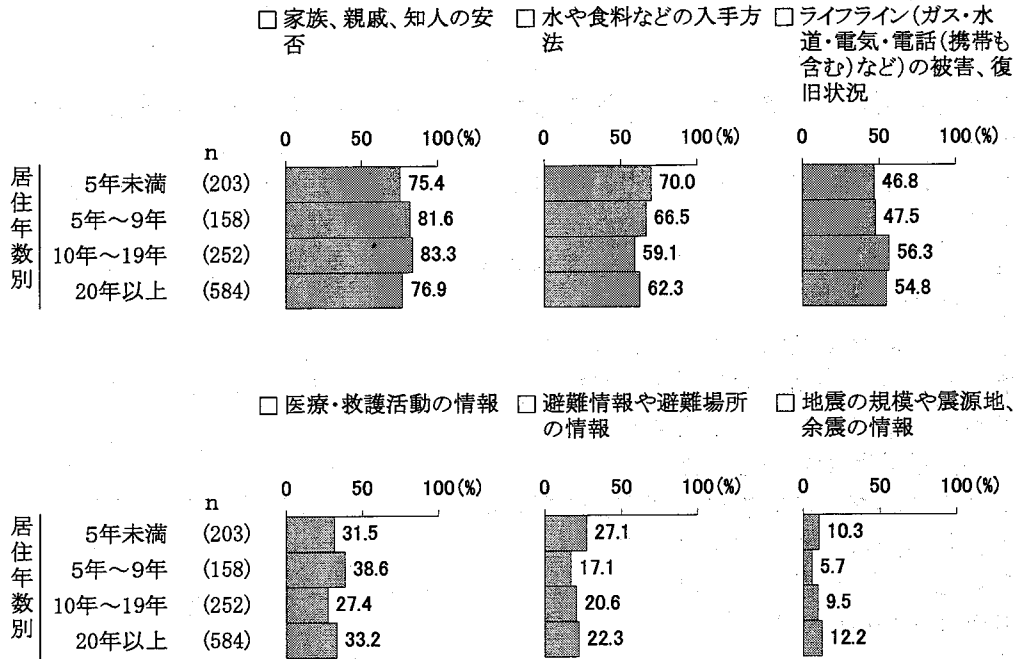 □ 家族、親戚、知人の安
否
□ 水や食料などの入手方
法
□ ライフライン(ガス・水
道・電気・電話(携帯も
含む)など)の被害、復
旧状況
0 50 100(%)
0 50 100(%)
0 50 100(%)
n
居住年数別
5年未満 (203) 75.4 70.0 46.8
5年～9年 (158) 81.6 66.5 47.5
10年～19年 (252) 83.3 59.1 56.3
20年以上 (584) 76.9 62.3 54.8
□ 医療・救護活動の情報
□ 避難情報や避難場所
の情報
□ 地震の規模や震源地、
余震の情報
0 50 100(%)
0 50 100(%)
0 50 100(%)
n
居住年数別
5年未満 (203) 31.5 27.1 10.3
5年～9年 (158) 38.6 17.1 5.7
10年～19年 (252) 27.4 20.6 9.5
20年以上 (584) 33.2 22.3 12.2